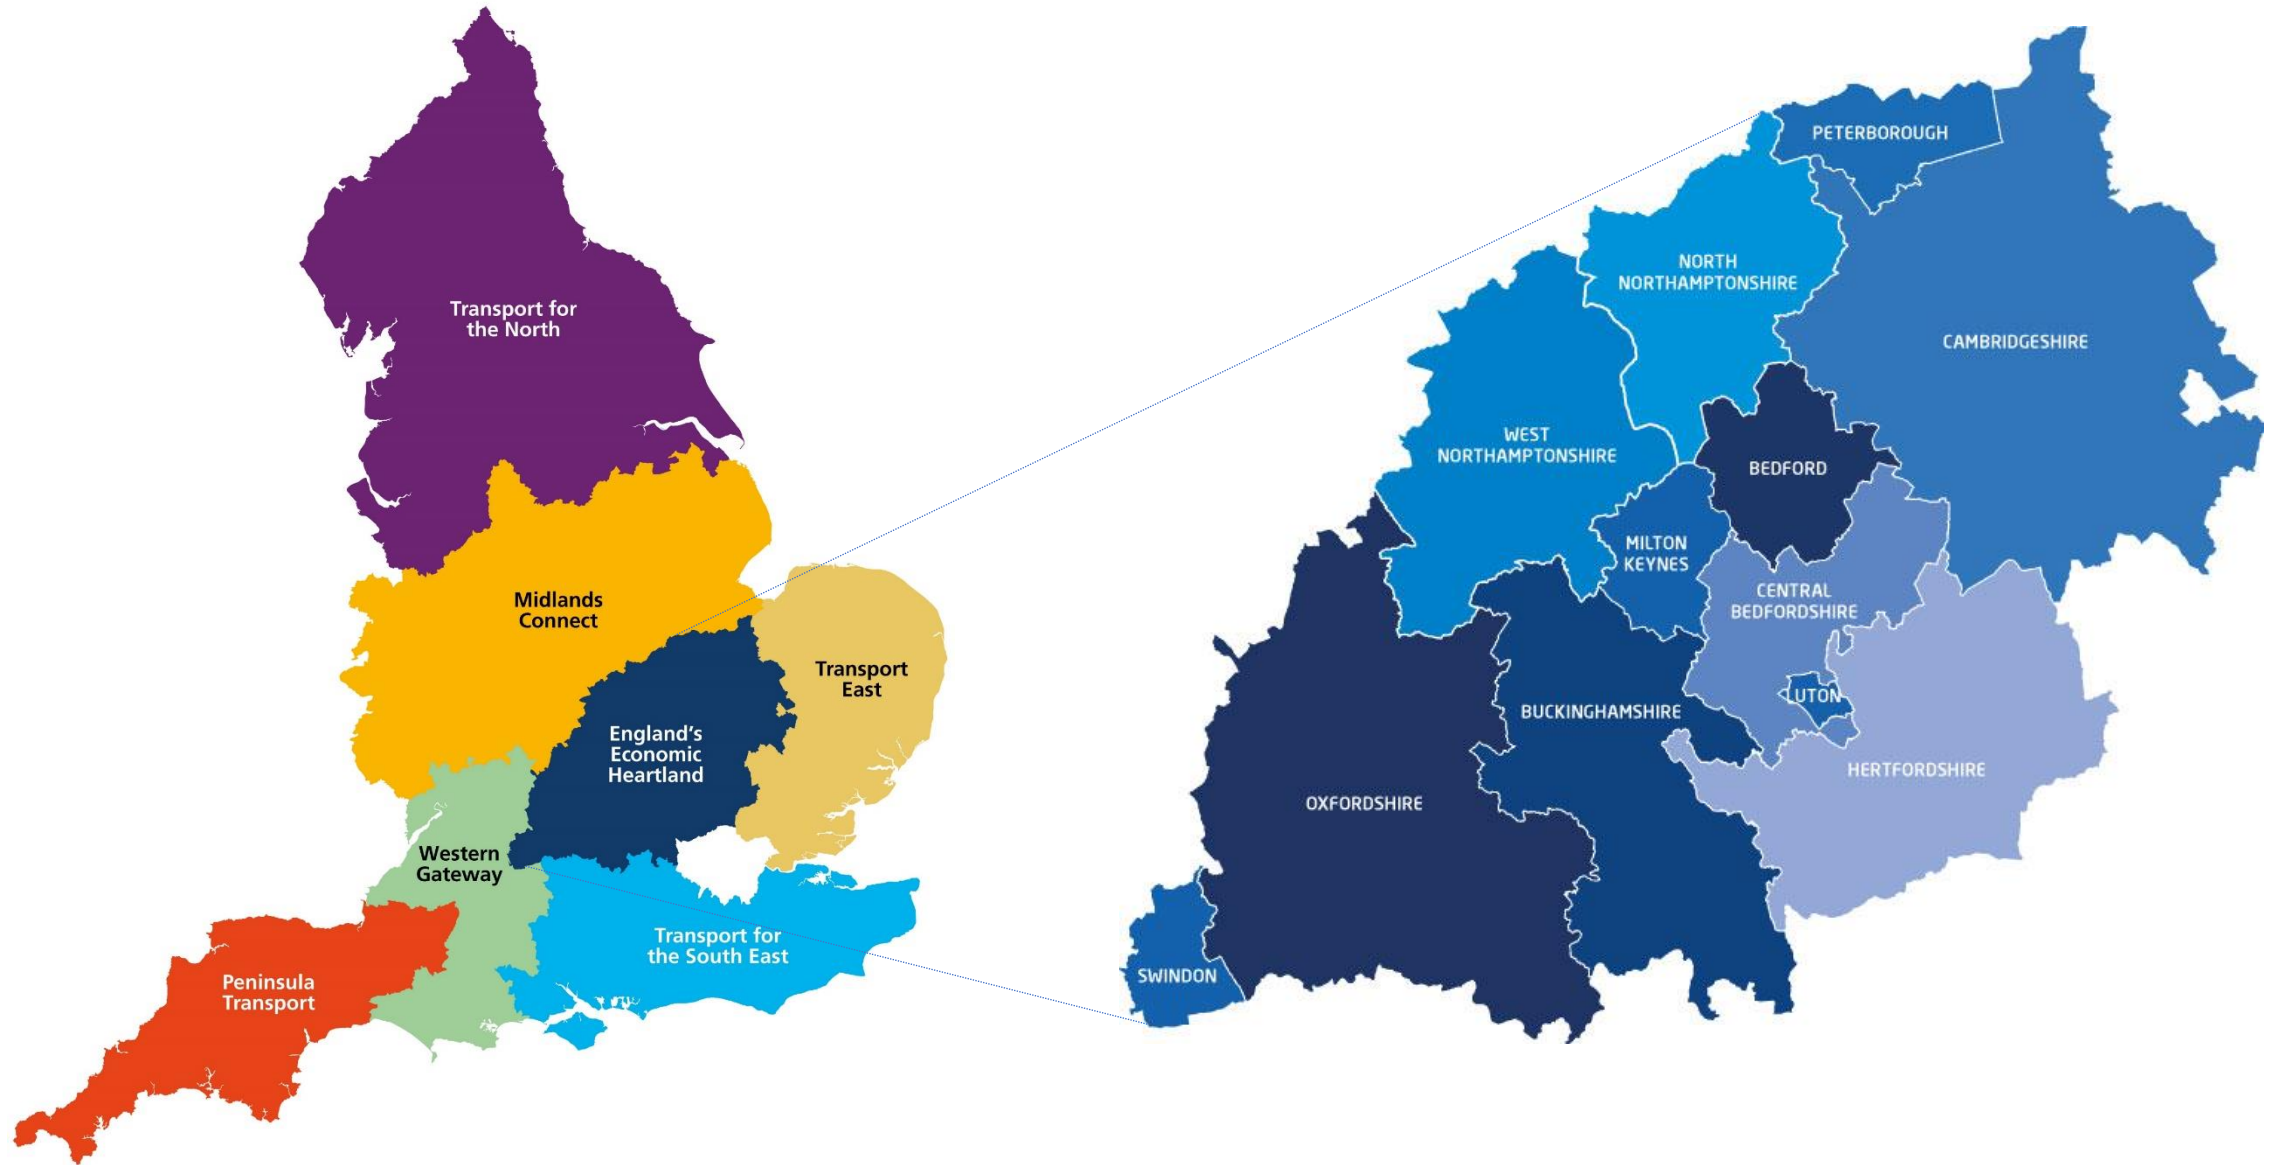 Transport for
the North
Midlands
Connect
Transport
East
England's
Economic
Heartland
Western
Gateway
Transport for
the South East
Peninsula
Transport
PETERBOROUGH
NORTH
NORTHAMPTONSHIRE
CAMBRIDGESHIRE
WEST
NORTHAMPTONSHIRE
BEDFORD
MILTON
KEYNES
CENTRAL
BEDFORDSHIRE
LUTON
BUCKINGHAMSHIRE
HERTFORDSHIRE
OXFORDSHIRE
SWINDON